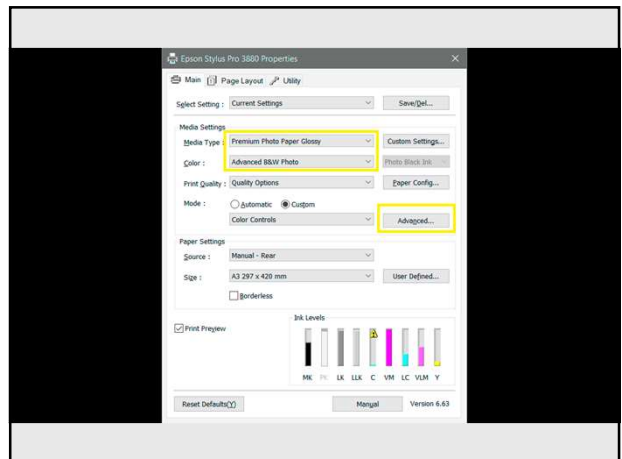 Epson Stylus Pro 3880 Properties
Main Page Layout Utility
Select Setting : Current Settings Save/Del...
Media Settings
Media Type : Premium Photo Paper Glossy Custom Settings...
Color : Advanced B&W Photo Photo Black Ink
Print Quality : Quality Options Paper Config...
Mode : Automatic Custom
Color Controls Advanced...
Paper Settings
Source : Manual - Rear
Size : A3 297 x 420 mm User Defined...
Borderless
Print Preview
Ink Levels
MK PK LK LLK C VM LC VLM Y
Reset Defaults(Y) Manual Version 6.63